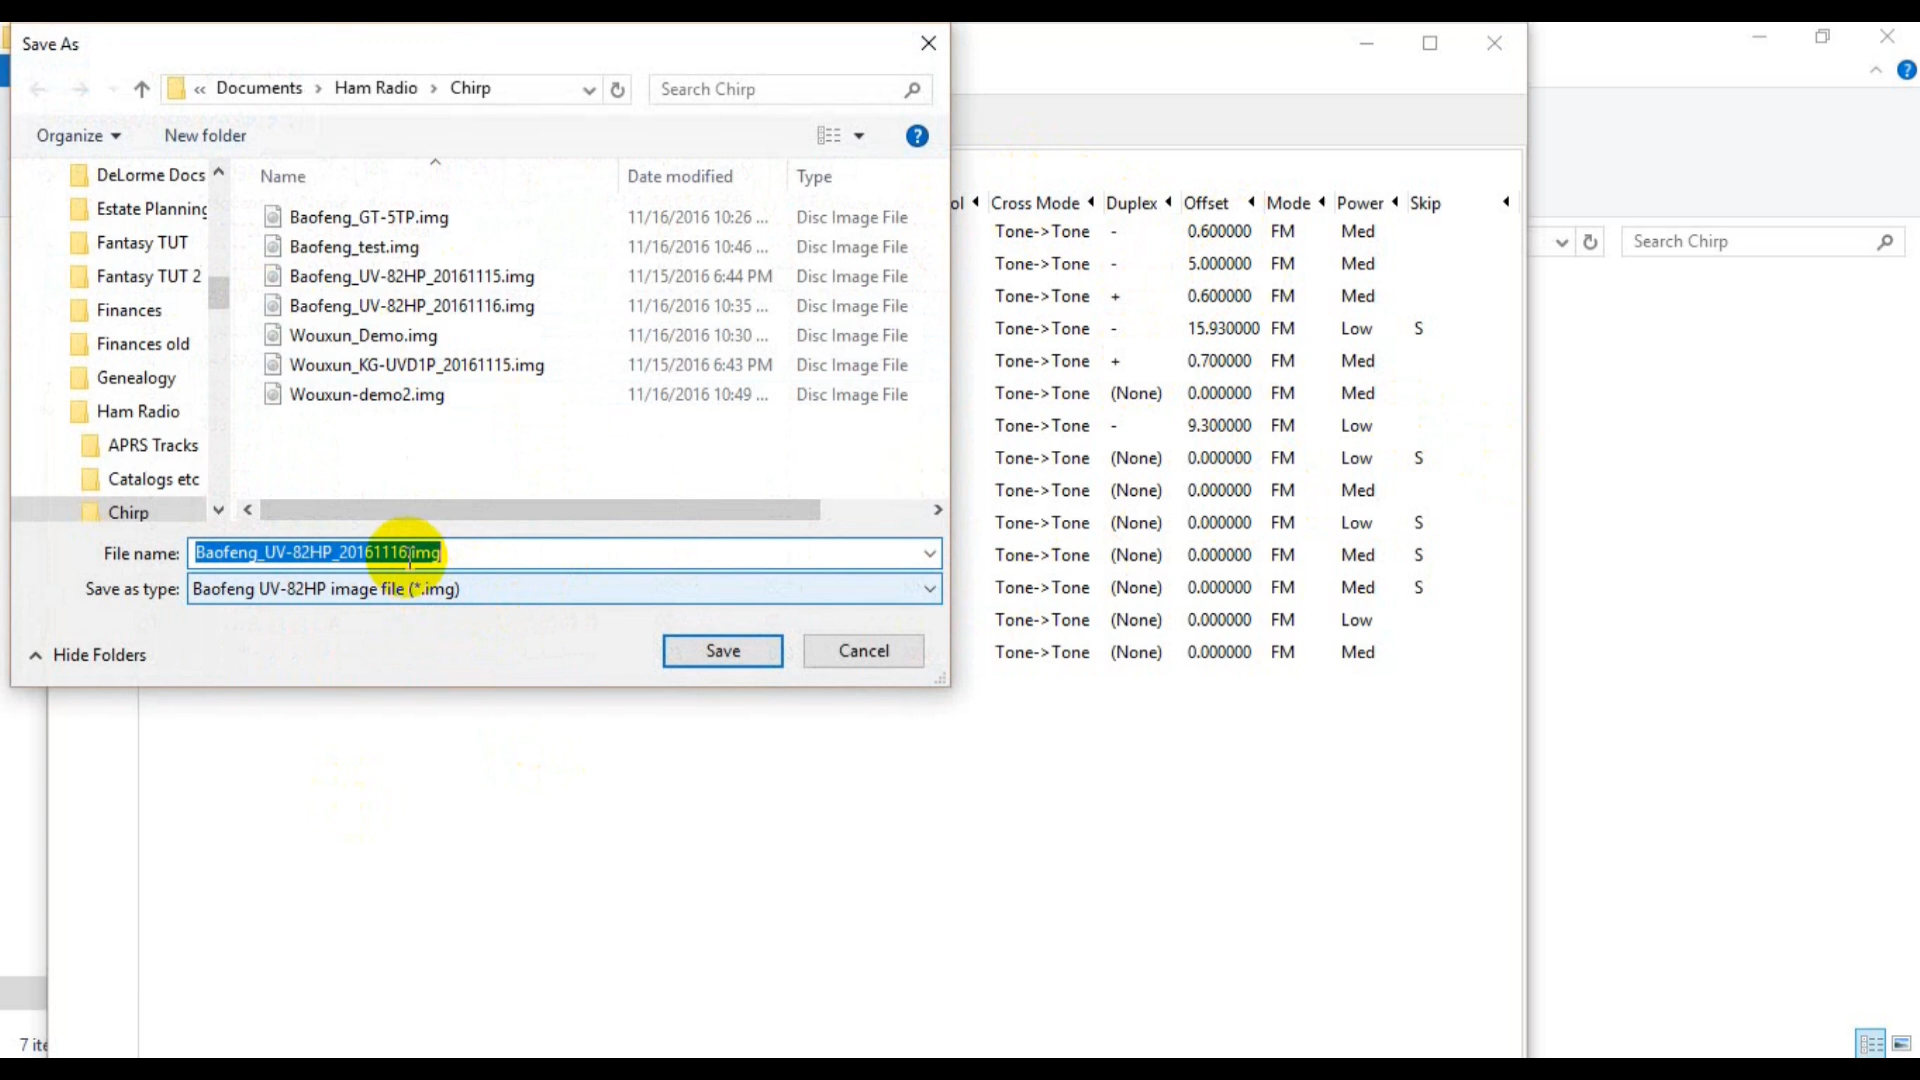 Save As
« Documents > Ham Radio > Chirp
Search Chirp
Organize
New folder
DeLorme Docs
Estate Planning
Fantasy TUT
Fantasy TUT 2
Finances
Finances old
Genealogy
Ham Radio
APRS Tracks
Catalogs etc
Chirp
Name Date modified Type
Baofeng_GT-5TP.img 11/16/2016 10:26 ... Disc Image File
Baofeng_test.img 11/16/2016 10:46 ... Disc Image File
Baofeng_UV-82HP_20161115.img 11/15/2016 6:44 PM Disc Image File
Baofeng_UV-82HP_20161116.img 11/16/2016 10:35 ... Disc Image File
Wouxun_Demo.img 11/16/2016 10:30 ... Disc Image File
Wouxun_KG-UVD1P_20161115.img 11/15/2016 6:43 PM Disc Image File
Wouxun-demo2.img 11/16/2016 10:49 ... Disc Image File
File name: Baofeng_UV-82HP_20161116.img
Save as type: Baofeng UV-82HP image file (*.img)
Hide Folders
Save
Cancel
ol Cross Mode Duplex Offset Mode Power Skip
Tone->Tone - 0.600000 FM Med
Tone->Tone - 5.000000 FM Med
Tone->Tone + 0.600000 FM Med
Tone->Tone - 15.930000 FM Low S
Tone->Tone + 0.700000 FM Med
Tone->Tone (None) 0.000000 FM Med
Tone->Tone - 9.300000 FM Low
Tone->Tone (None) 0.000000 FM Low S
Tone->Tone (None) 0.000000 FM Med
Tone->Tone (None) 0.000000 FM Low S
Tone->Tone (None) 0.000000 FM Med S
Tone->Tone (None) 0.000000 FM Med S
Tone->Tone (None) 0.000000 FM Low
Tone->Tone (None) 0.000000 FM Med
Search Chirp
7 ite